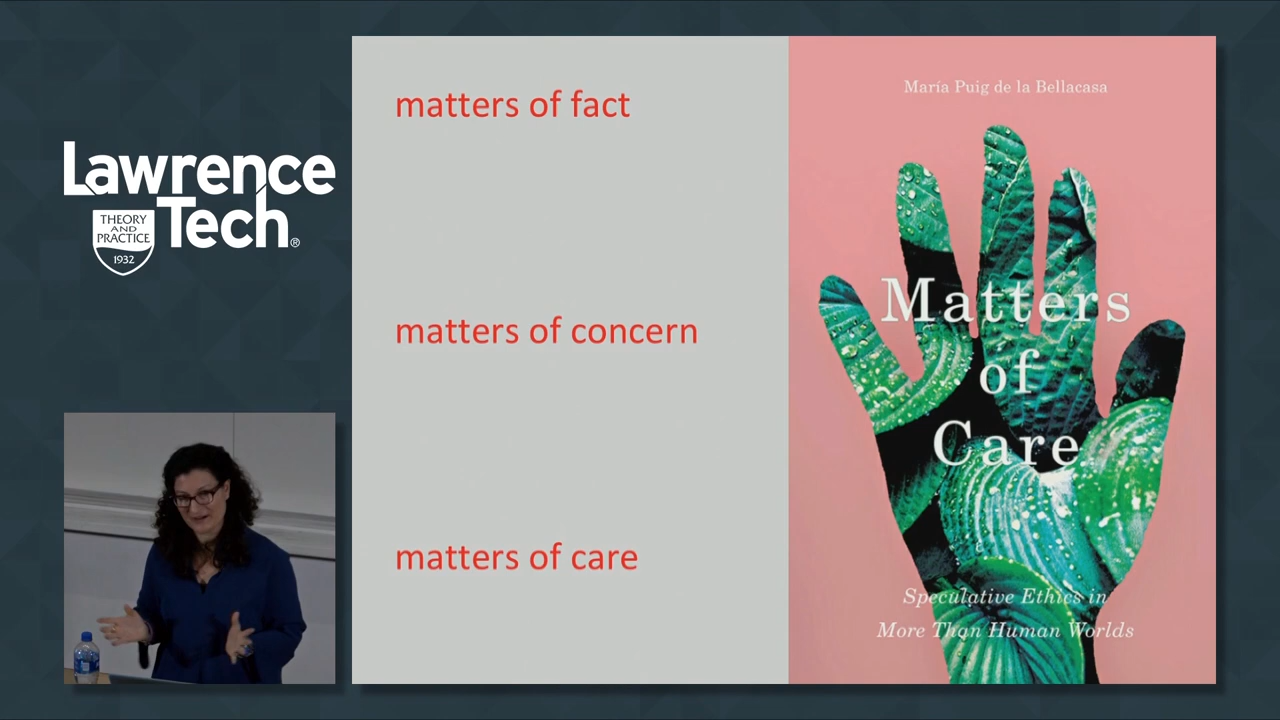 Lawrence
Tech®
THEORY
AND
PRACTICE
1932
matters of fact
matters of concern
matters of care
María Puig de la Bellacasa
Matters
of
Care
Speculative Ethics in
More Than Human Worlds